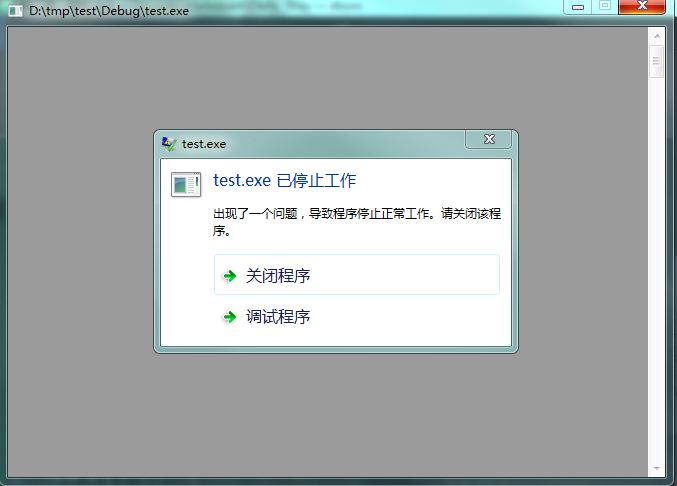 D:\tmp\test\Debug\test.exe
test.exe
test.exe 已停止工作
出现了一个问题，导致程序停止正常工作。请关闭该程
序。
关闭程序
调试程序